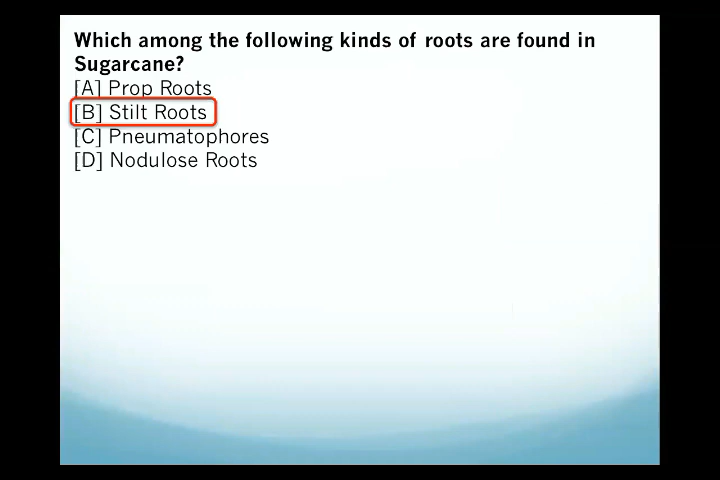 Which among the following kinds of roots are found in
Sugarcane?
[A] Prop Roots
[B] Stilt Roots
[C] Pneumatophores
[D] Nodulose Roots